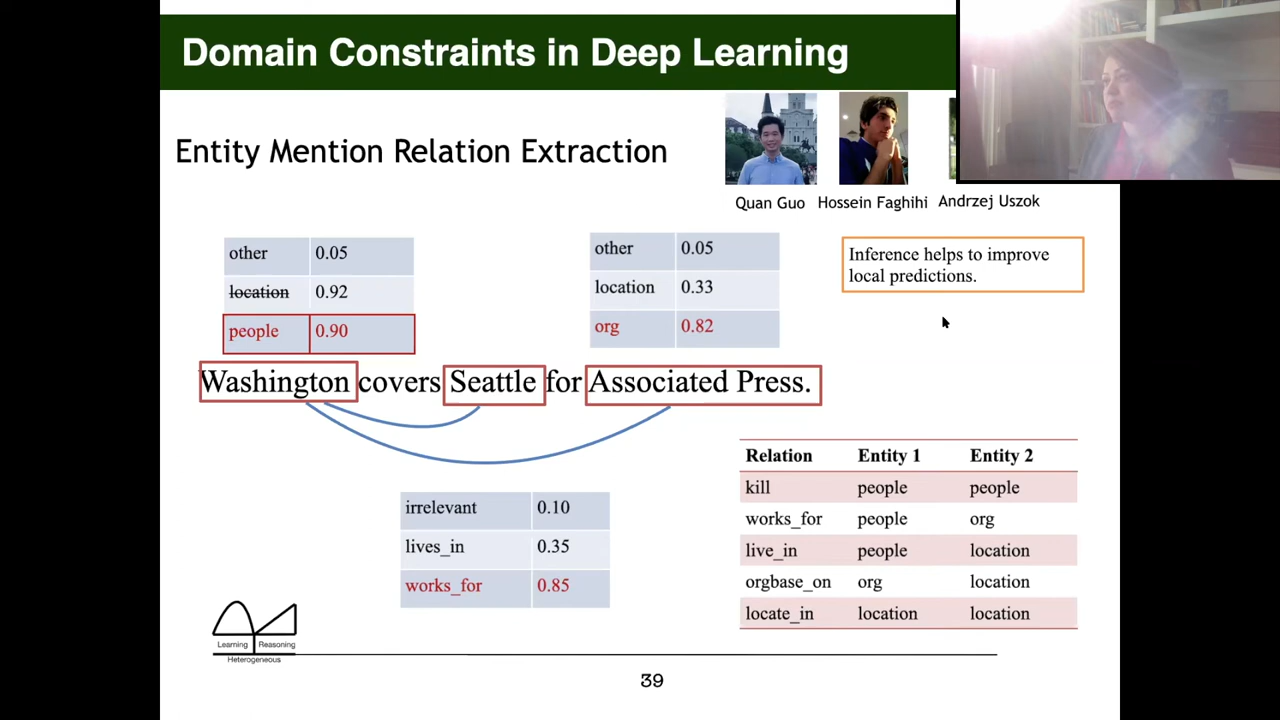 Domain Constraints in Deep Learning
Entity Mention Relation Extraction
Quan Guo Hossein Faghihi Andrzej Uszok
other 0.05
location 0.92
people 0.90
other 0.05
location 0.33
org 0.82
Inference helps to improve
local predictions.
Washington covers Seattle for Associated Press.
irrelevant 0.10
lives_in 0.35
works_for 0.85
Relation Entity 1 Entity 2
kill people people
works_for people org
live_in people location
orgbase_on org location
locate_in location location
Learning Reasoning
Heterogeneous
39